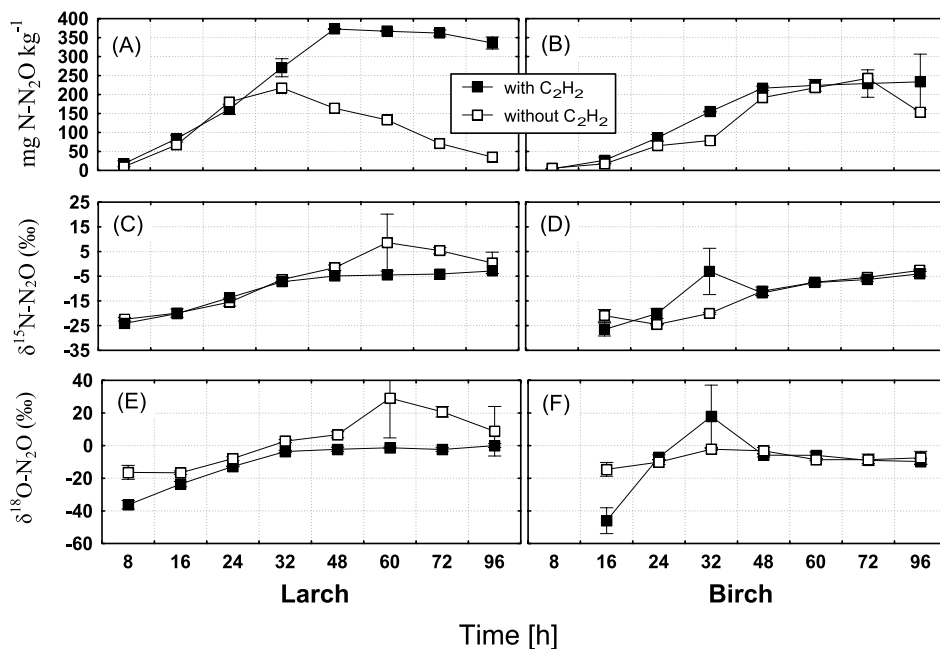 mg N-N₂O kg⁻¹
400
350
300
250
200
150
100
50
0
(A)
(B)
with C₂H₂
without C₂H₂
δ¹⁵N-N₂O (‰)
25
15
5
-5
-15
-25
-35
(C)
(D)
δ¹⁸O-N₂O (‰)
40
20
0
-20
-40
-60
(E)
(F)
8 16 24 32 48 60 72 96 8 16 24 32 48 60 72 96
Larch Birch
Time [h]